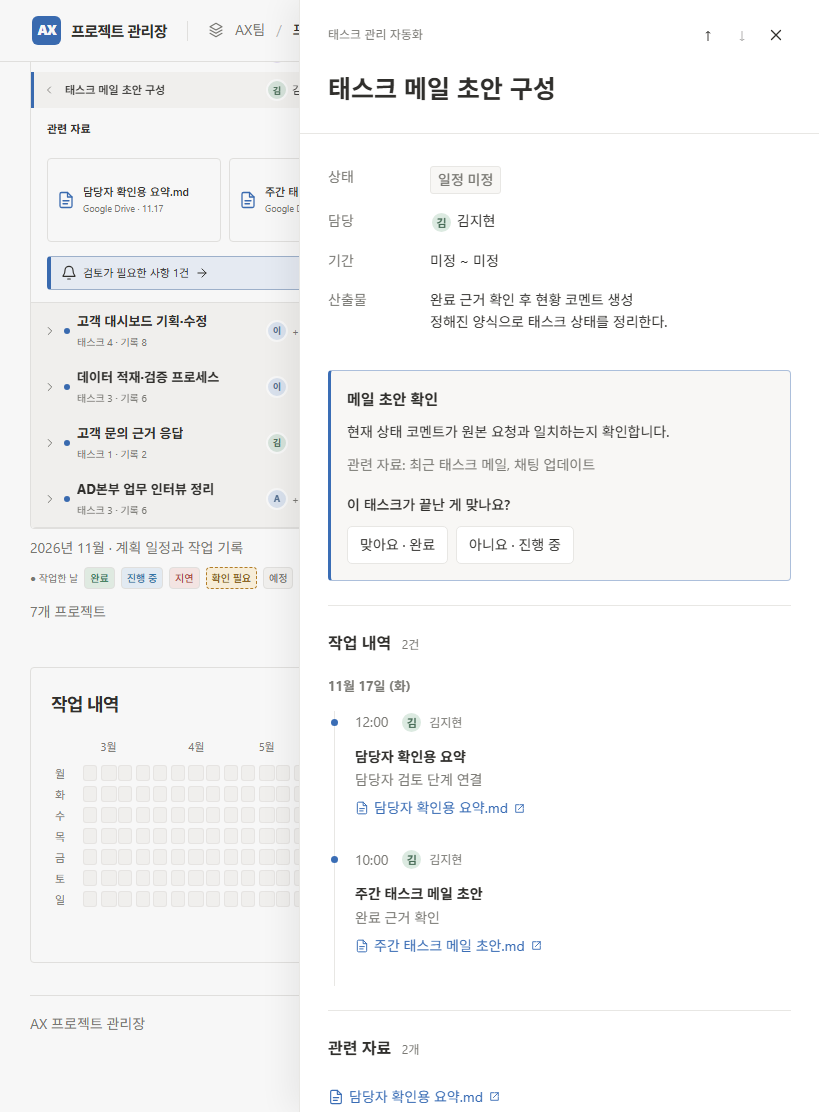 AX 프로젝트 관리장
AX팀 /
태스크 메일 초안 구성
김
관련 자료
담당자 확인용 요약.md
Google Drive · 11.17
주간 태
Google
검토가 필요한 사항 1건 →
고객 대시보드 기획·수정
태스크 4 · 기록 8
이 +
데이터 적재·검증 프로세스
태스크 3 · 기록 6
이
고객 문의 근거 응답
태스크 1 · 기록 2
김
AD본부 업무 인터뷰 정리
태스크 3 · 기록 6
A +
2026년 11월 · 계획 일정과 작업 기록
작업한 날 완료 진행 중 지연 확인 필요 예정
7개 프로젝트
작업 내역
3월 4월 5월
월
화
수
목
금
토
일
AX 프로젝트 관리장
태스크 관리 자동화
↑ ↓ ×
태스크 메일 초안 구성
상태 일정 미정
담당 김 김지현
기간 미정 ~ 미정
산출물 완료 근거 확인 후 현황 코멘트 생성
정해진 양식으로 태스크 상태를 정리한다.
메일 초안 확인
현재 상태 코멘트가 원본 요청과 일치하는지 확인합니다.
관련 자료: 최근 태스크 메일, 채팅 업데이트
이 태스크가 끝난 게 맞나요?
맞아요 · 완료 아니요 · 진행 중
작업 내역 2건
11월 17일 (화)
12:00 김 김지현
담당자 확인용 요약
담당자 검토 단계 연결
담당자 확인용 요약.md
10:00 김 김지현
주간 태스크 메일 초안
완료 근거 확인
주간 태스크 메일 초안.md
관련 자료 2개
담당자 확인용 요약.md